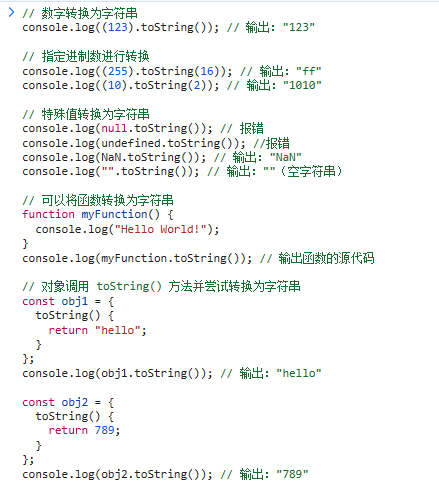 // 数字转换为字符串
console.log((123).toString()); // 输出："123"
// 指定进制数进行转换
console.log((255).toString(16)); // 输出："ff"
console.log((10).toString(2)); // 输出："1010"
// 特殊值转换为字符串
console.log(null.toString()); // 报错
console.log(undefined.toString()); //报错
console.log(NaN.toString()); // 输出："NaN"
console.log("".toString()); // 输出：""（空字符串）
// 可以将函数转换为字符串
function myFunction() {
  console.log("Hello World!");
}
console.log(myFunction.toString()); // 输出函数的源代码
// 对象调用 toString() 方法并尝试转换为字符串
const obj1 = {
  toString() {
    return "hello";
  }
};
console.log(obj1.toString()); // 输出："hello"
const obj2 = {
  toString() {
    return 789;
  }
};
console.log(obj2.toString()); // 输出："789"